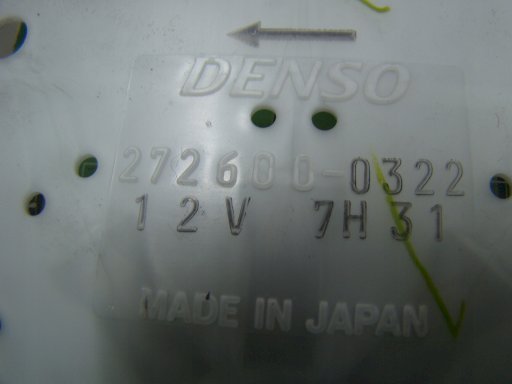 DENSO
272600-0322
12V 7H31
MADE IN JAPAN